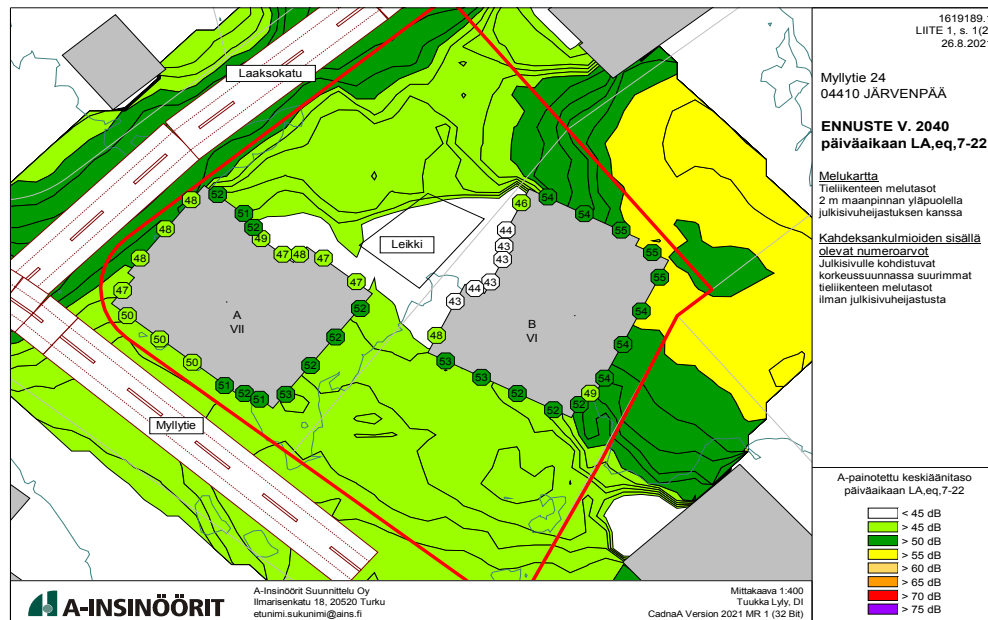 1619189.1
LIITE 1, s. 1(2
26.8.2021
Myllytie 24
04410 JÄRVENPÄÄ
ENNUSTE V. 2040
päiväaikaan LA,eq,7-22
Melukartta
Tieliikenteen melutasot
2 m maanpinnan yläpuolella
julkisivuheijastuksen kanssa
Kahdeksankulmioiden sisällä
olevat numeroarvot
Julkisivulle kohdistuvat
korkeussuunnassa suurimmat
tieliikenteen melutasot
ilman julkisivuheijastusta
A-painotettu keskiäänitaso
päiväaikaan LA,eq,7-22
< 45 dB
> 45 dB
> 50 dB
> 55 dB
> 60 dB
> 65 dB
> 70 dB
> 75 dB
Laaksokatu
Leikki
Myllytie
A
VII
B
VI
48
52
51
52
49
47
48
47
47
52
52
52
53
51
52
51
50
50
50
47
48
48
46
54
54
55
55
55
54
54
54
49
52
52
52
53
53
48
43
44
43
43
43
44
A-INSINÖÖRIT
A-Insinöörit Suunnittelu Oy
Ilmarisenkatu 18, 20520 Turku
etunimi.sukunimi@ains.fi
Mittakaava 1:400
Tuukka Lyly, DI
CadnaA Version 2021 MR 1 (32 Bit)